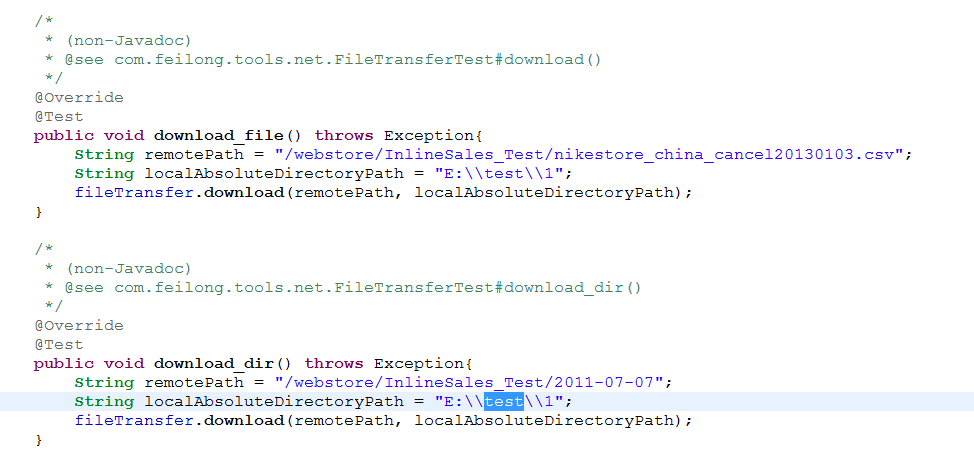 /*
 * (non-Javadoc)
 * @see com.feilong.tools.net.FileTransferTest#download()
 */
@Override
@Test
public void download_file() throws Exception{
    String remotePath = "/webstore/InlineSales_Test/nikestore_china_cancel20130103.csv";
    String localAbsoluteDirectoryPath = "E:\\test\\1";
    fileTransfer.download(remotePath, localAbsoluteDirectoryPath);
}

/*
 * (non-Javadoc)
 * @see com.feilong.tools.net.FileTransferTest#download_dir()
 */
@Override
@Test
public void download_dir() throws Exception{
    String remotePath = "/webstore/InlineSales_Test/2011-07-07";
    String localAbsoluteDirectoryPath = "E:\\test\\1";
    fileTransfer.download(remotePath, localAbsoluteDirectoryPath);
}